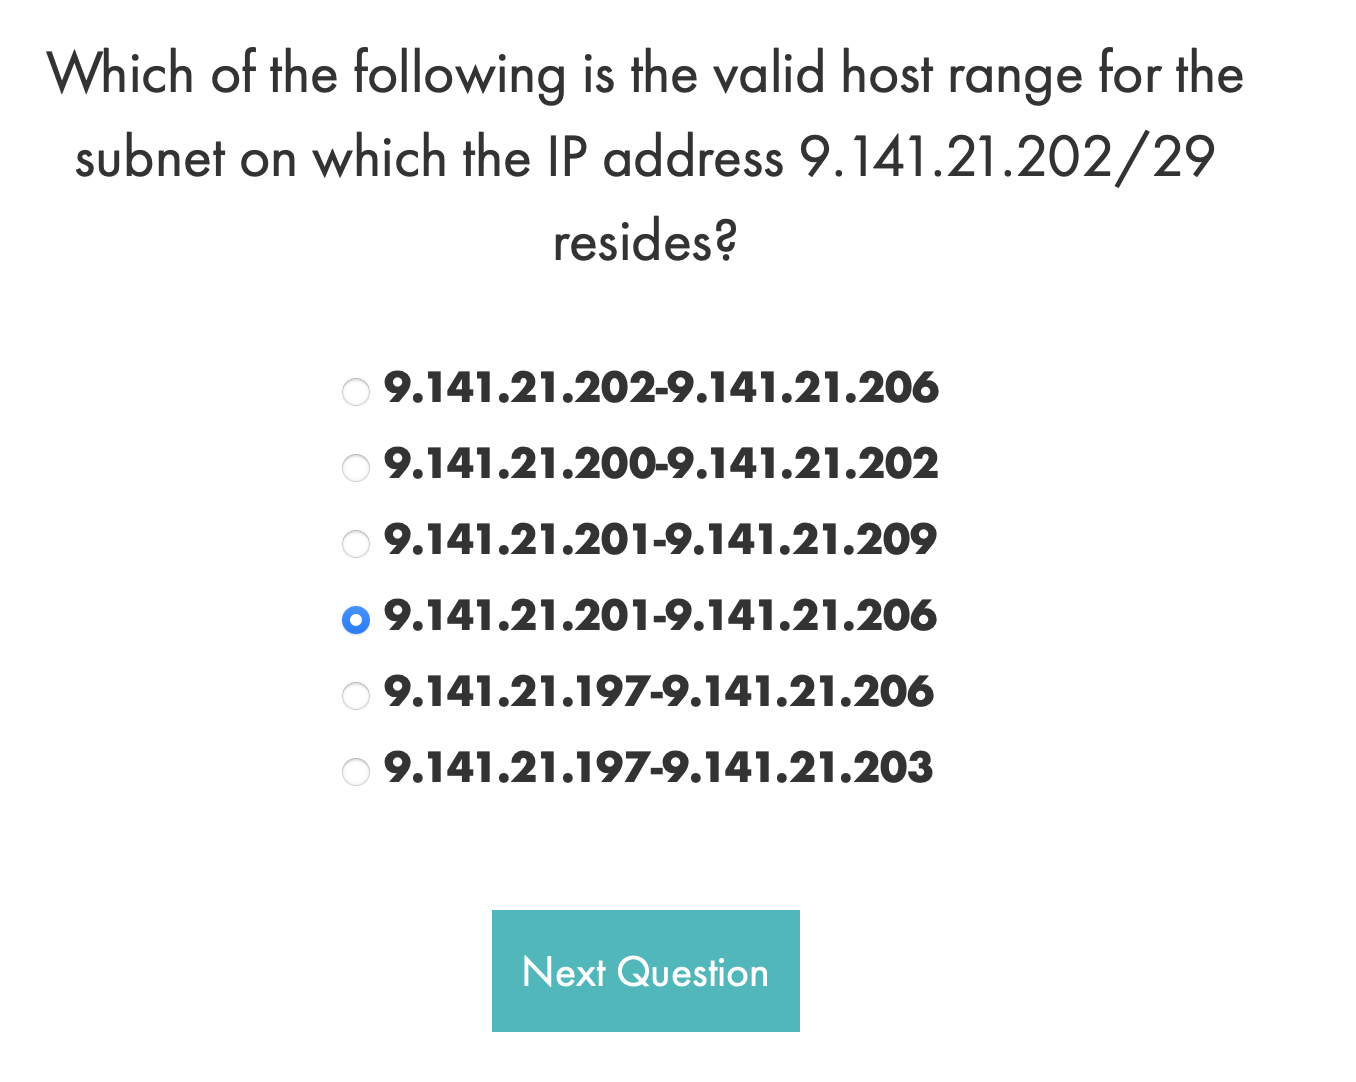 Which of the following is the valid host range for the
subnet on which the IP address 9.141.21.202/29
resides?
9.141.21.202-9.141.21.206
9.141.21.200-9.141.21.202
9.141.21.201-9.141.21.209
9.141.21.201-9.141.21.206
9.141.21.197-9.141.21.206
9.141.21.197-9.141.21.203
Next Question